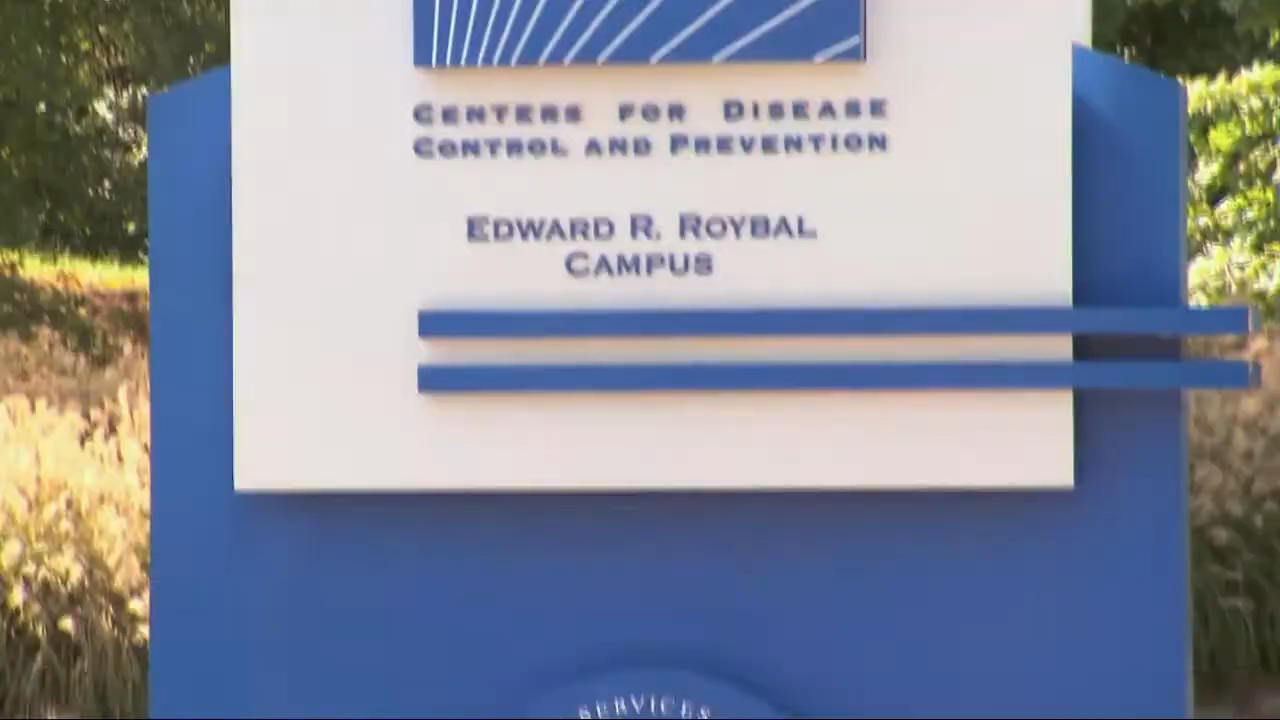 CENTERS FOR DISEASE
CONTROL AND PREVENTION
EDWARD R. ROYBAL
CAMPUS
SERVICES